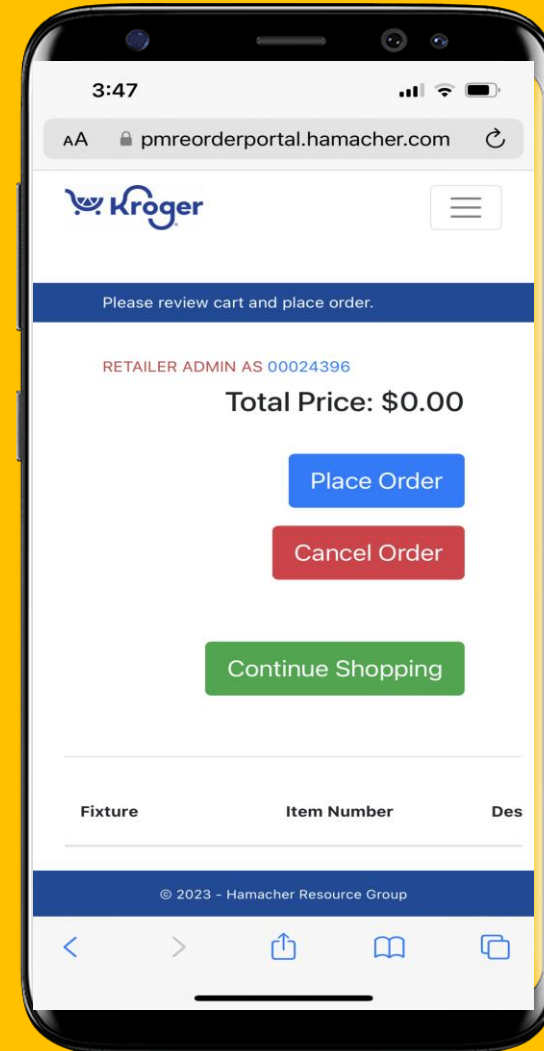 3:47
AA pmreorderportal.hamacher.com
Kroger
Please review cart and place order.
RETAILER ADMIN AS 00024396
Total Price: $0.00
Place Order
Cancel Order
Continue Shopping
Fixture Item Number Des
© 2023 - Hamacher Resource Group